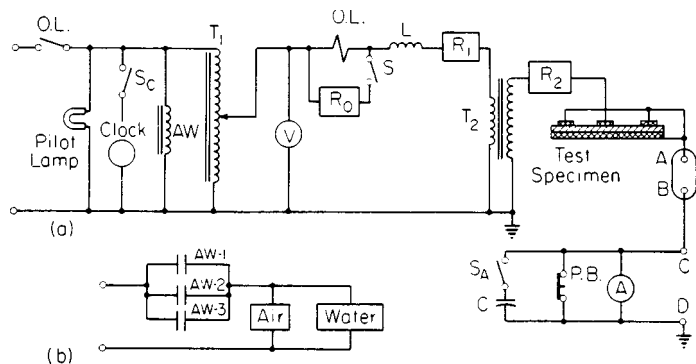 O.L.
T1
O.L.
L
R1
S
SC
R0
R2
Pilot
Lamp
Clock
AW
V
T2
Test
Specimen
A
B
(a)
AW-1
AW-2
AW-3
Air
Water
(b)
SA
C
P.B.
A
C
D